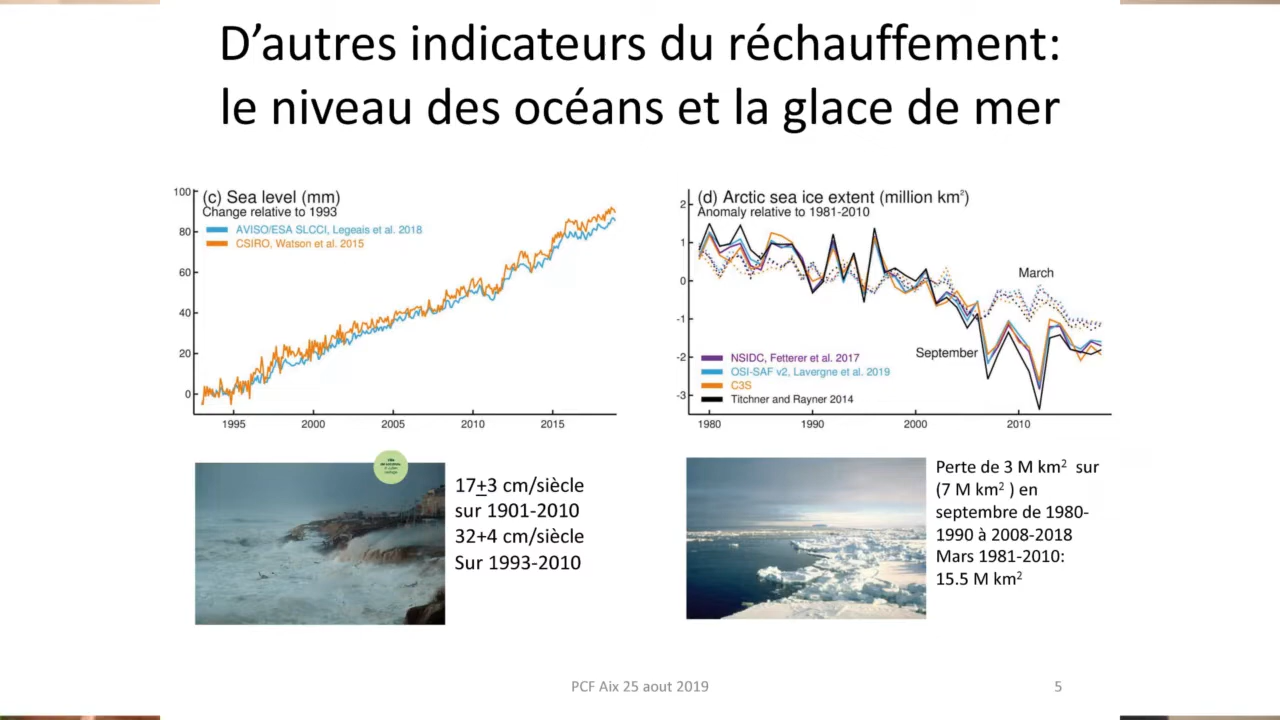 D'autres indicateurs du réchauffement:
le niveau des océans et la glace de mer
(c) Sea level (mm)
Change relative to 1993
AVISO/ESA SLCCI, Legeais et al. 2018
CSIRO, Watson et al. 2015
100
80
60
40
20
0
1995 2000 2005 2010 2015
(d) Arctic sea ice extent (million km²)
Anomaly relative to 1981-2010
2
1
0
-1
-2
-3
March
September
NSIDC, Fetterer et al. 2017
OSI-SAF v2, Lavergne et al. 2019
C3S
Titchner and Rayner 2014
1980 1990 2000 2010
17±3 cm/siècle
sur 1901-2010
32+4 cm/siècle
Sur 1993-2010
Perte de 3 M km² sur
(7 M km² ) en
septembre de 1980-
1990 à 2008-2018
Mars 1981-2010:
15.5 M km²
PCF Aix 25 aout 2019
5